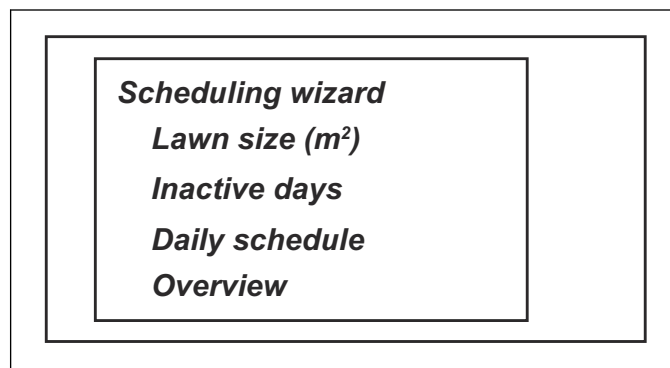 Scheduling wizard
Lawn size (m²)
Inactive days
Daily schedule
Overview